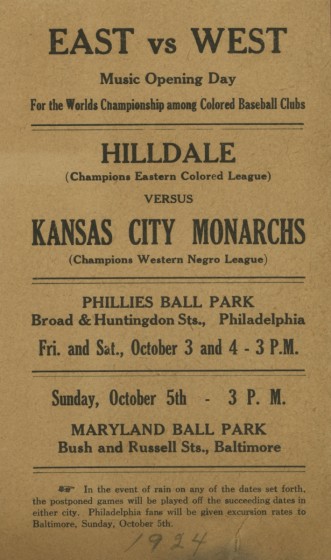 EAST vs WEST
Music Opening Day
For the Worlds Championship among Colored Baseball Clubs
HILLDALE
(Champions Eastern Colored League)
VERSUS
KANSAS CITY MONARCHS
(Champions Western Negro League)
PHILLIES BALL PARK
Broad & Huntingdon Sts., Philadelphia
Fri. and Sat., October 3 and 4 - 3 P.M.
Sunday, October 5th - 3 P. M.
MARYLAND BALL PARK
Bush and Russell Sts., Baltimore
☛ In the event of rain on any of the dates set forth,
the postponed games will be played off the succeeding dates in
either city. Philadelphia fans will be given excursion rates to
Baltimore, Sunday, October 5th.
1924